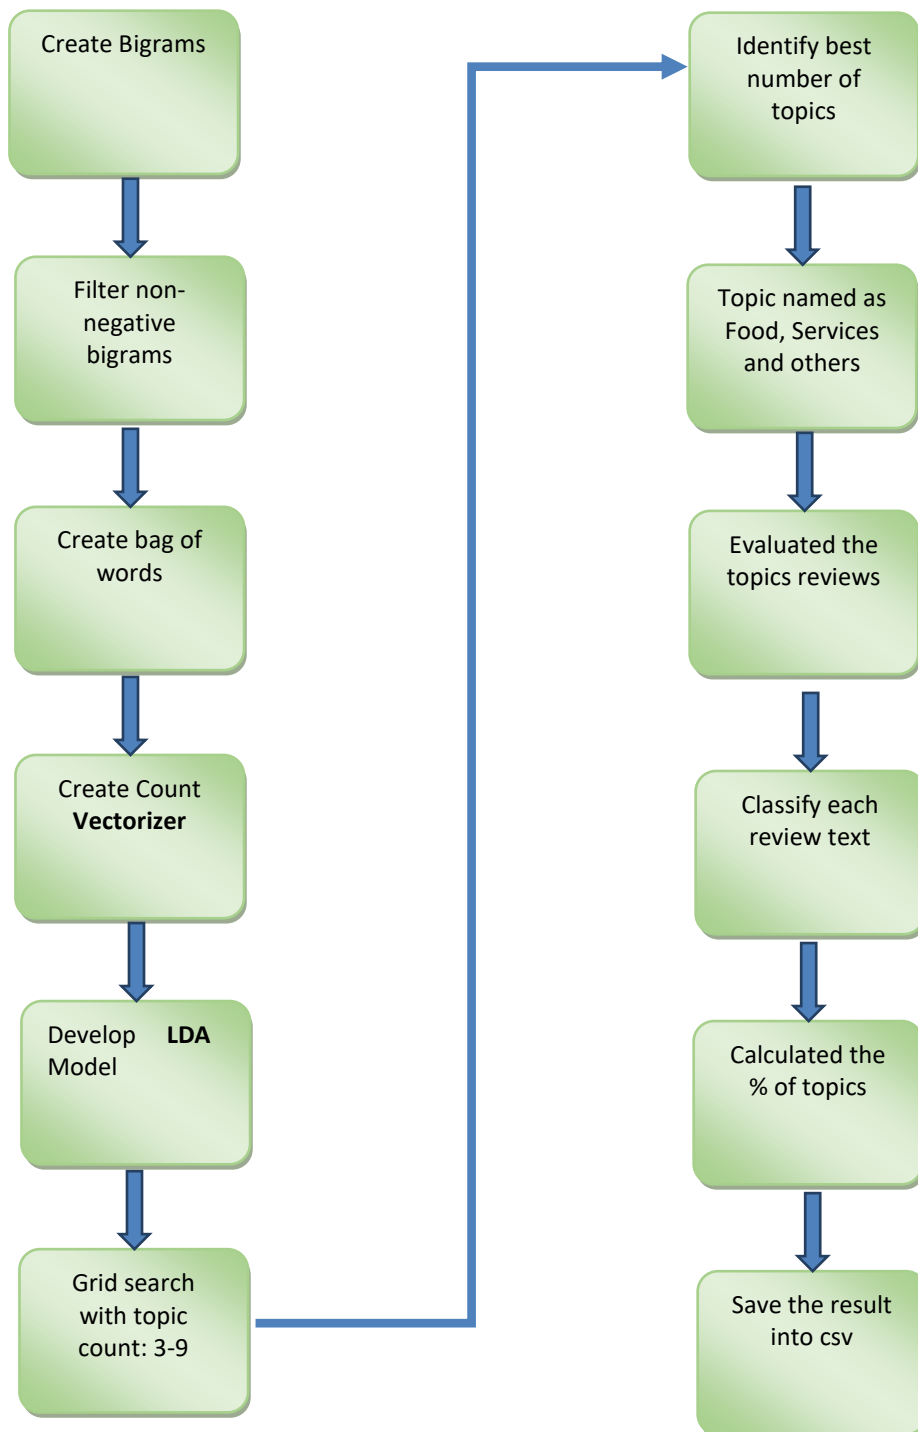 Create Bigrams
Filter non-
negative
bigrams
Create bag of
words
Create Count
Vectorizer
Develop LDA
Model
Grid search
with topic
count: 3-9
Identify best
number of
topics
Topic named as
Food, Services
and others
Evaluated the
topics reviews
Classify each
review text
Calculated the
% of topics
Save the result
into csv